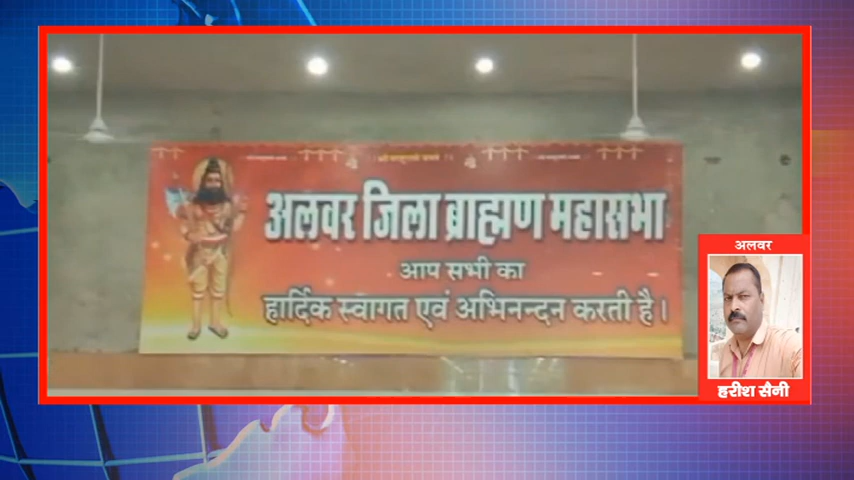 अलवर जिला ब्राह्मण महासभा
आप सभी का
हार्दिक स्वागत एवं अभिनन्दन करती है।
अलवर
हरीश सैनी